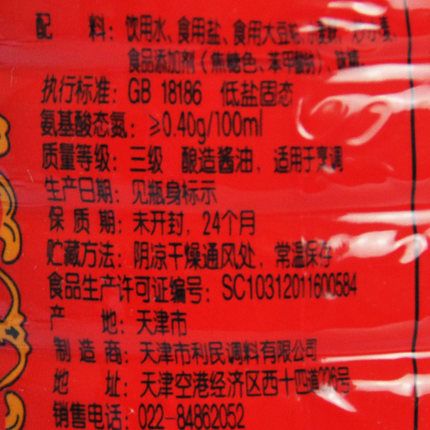 配 料：饮用水、食用盐、食用大豆
食品添加剂（焦糖色、苯甲酸钠）、
执行标准：GB 18186 低盐固态
氨基酸态氮：≥0.40g/100ml
质量等级：三级 酿造酱油，适用于烹调
生产日期：见瓶身标示
保 质 期：未开封，24个月
贮藏方法：阴凉干燥通风处，常温保存
食品生产许可证编号：SC10312011600584
产 地：天津市
制 造 商：天津市利民调料有限公司
地 址：天津空港经济区西十四道
销售电话：022-84862052